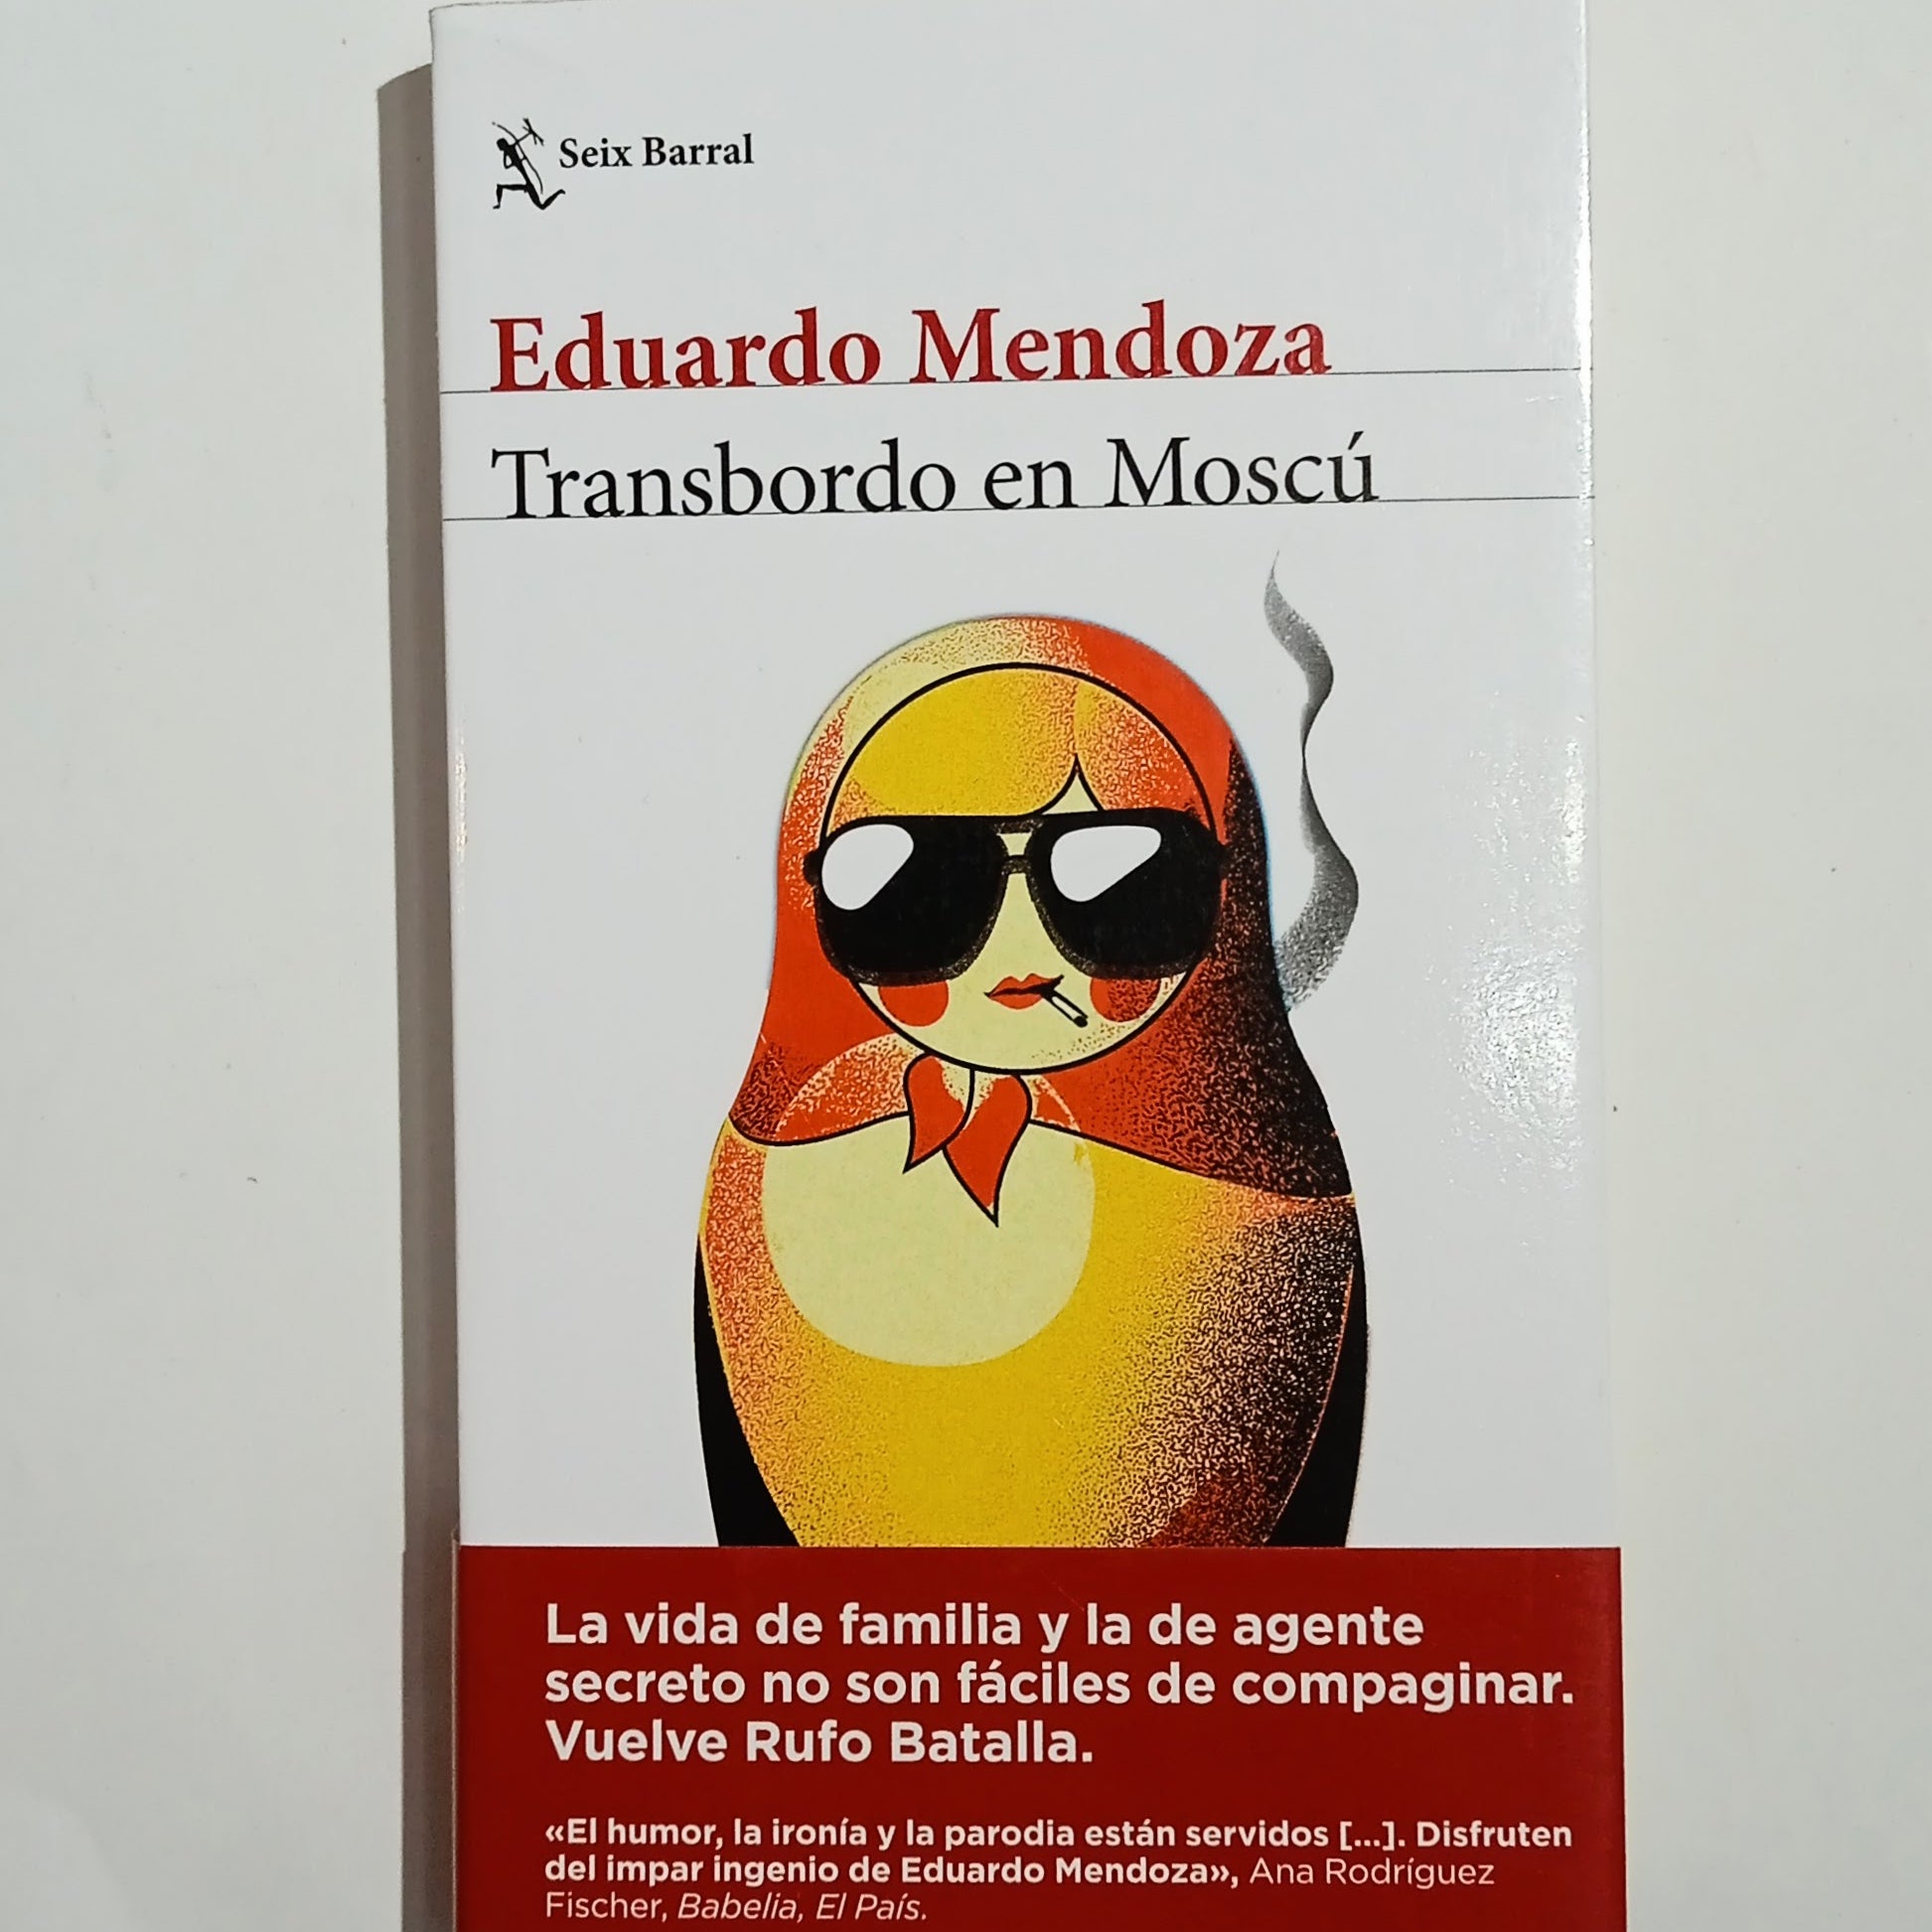 Seix Barral
Eduardo Mendoza
Transbordo en Moscú
La vida de familia y la de agente
secreto no son fáciles de compaginar.
Vuelve Rufo Batalla.
«El humor, la ironía y la parodia están servidos [...]. Disfruten
del impar ingenio de Eduardo Mendoza», Ana Rodríguez
Fischer, Babelia, El País.